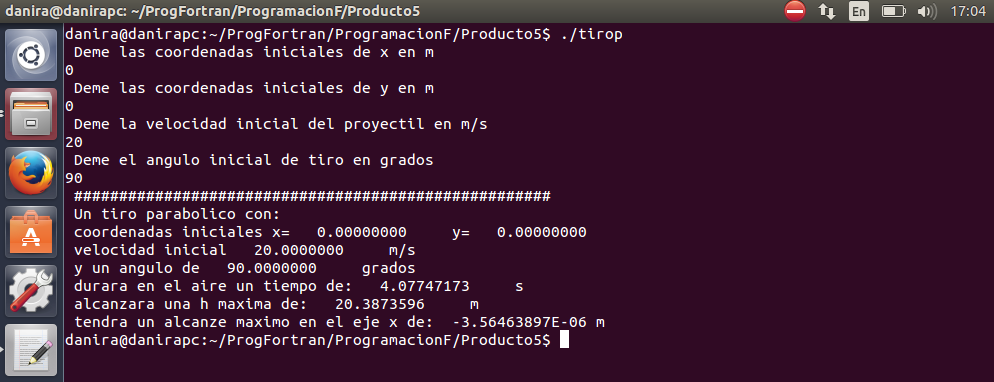 danira@danirapc: ~/ProgFortran/ProgramacionF/Producto5
En
17:04
danira@danirapc:~/ProgFortran/ProgramacionF/Producto5$ ./tirop
Deme las coordenadas iniciales de x en m
0
Deme las coordenadas iniciales de y en m
0
Deme la velocidad inicial del proyectil en m/s
20
Deme el angulo inicial de tiro en grados
90
#####################################################
Un tiro parabolico con:
coordenadas iniciales x=   0.00000000     y=   0.00000000
velocidad inicial   20.0000000     m/s
y un angulo de   90.0000000     grados
durara en el aire un tiempo de:   4.07747173     s
alcanzara una h maxima de:   20.3873596     m
tendra un alcanze maximo en el eje x de:  -3.56463897E-06 m
danira@danirapc:~/ProgFortran/ProgramacionF/Producto5$